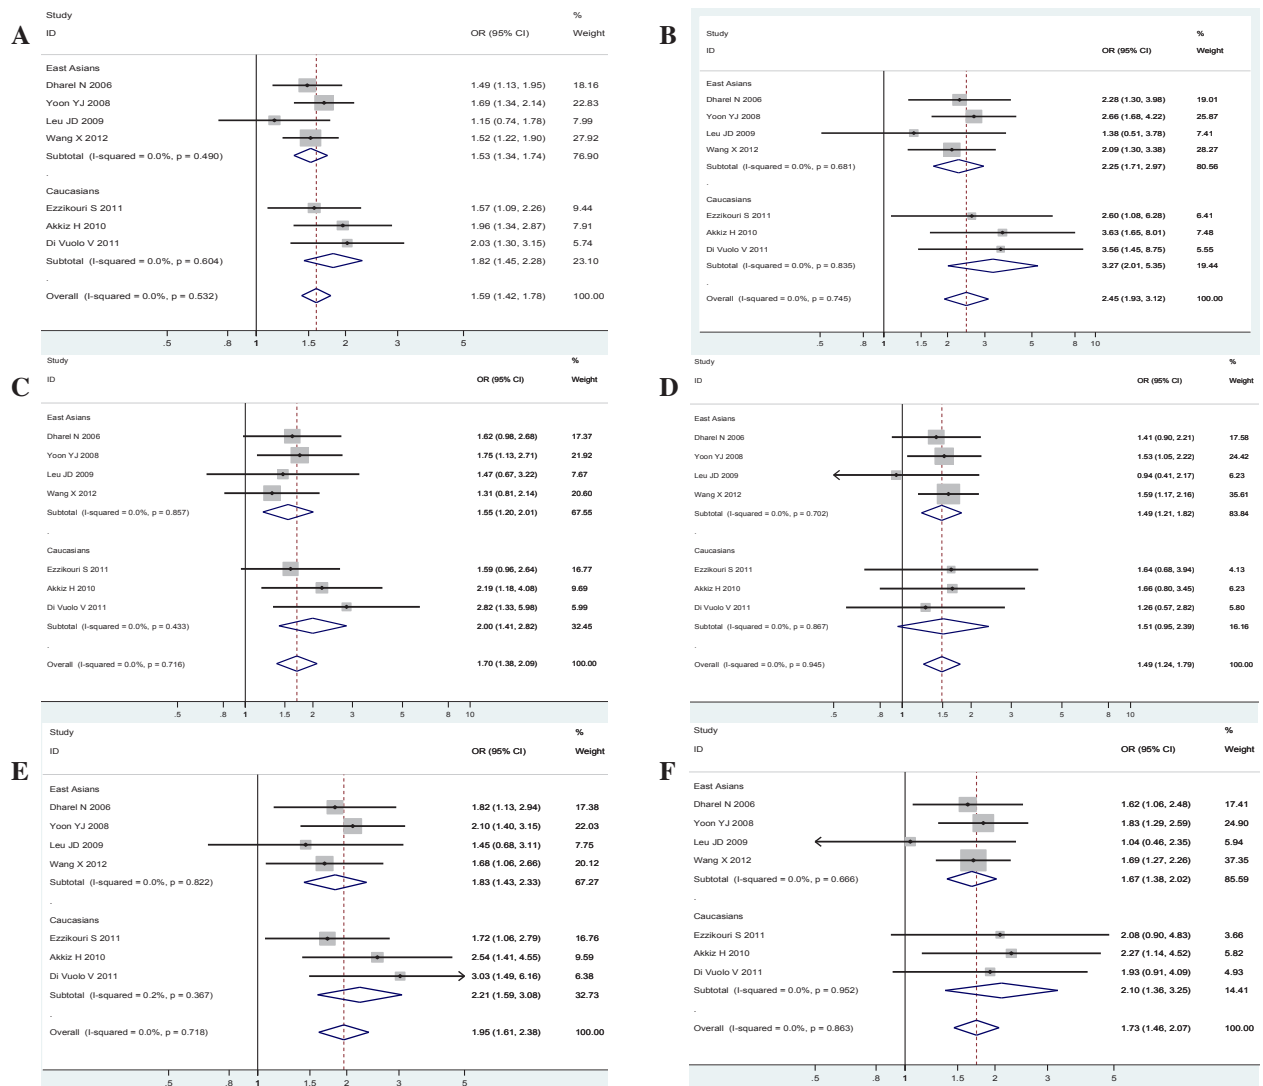 A
Study %
ID OR (95% CI) Weight
East Asians
Dharel N 2006 1.49 (1.13, 1.95) 18.16
Yoon YJ 2008 1.69 (1.34, 2.14) 22.83
Leu JD 2009 1.15 (0.74, 1.78) 7.99
Wang X 2012 1.52 (1.22, 1.90) 27.92
Subtotal (I-squared = 0.0%, p = 0.490) 1.53 (1.34, 1.74) 76.90
.
Caucasians
Ezzikouri S 2011 1.57 (1.09, 2.26) 9.44
Akkiz H 2010 1.96 (1.34, 2.87) 7.91
Di Vuolo V 2011 2.03 (1.30, 3.15) 5.74
Subtotal (I-squared = 0.0%, p = 0.604) 1.82 (1.45, 2.28) 23.10
.
Overall (I-squared = 0.0%, p = 0.532) 1.59 (1.42, 1.78) 100.00
.5 .8 1 1.5 2 3 5
B
Study %
ID OR (95% CI) Weight
East Asians
Dharel N 2006 2.28 (1.30, 3.98) 19.01
Yoon YJ 2008 2.66 (1.68, 4.22) 25.87
Leu JD 2009 1.38 (0.51, 3.78) 7.41
Wang X 2012 2.09 (1.30, 3.38) 28.27
Subtotal (I-squared = 0.0%, p = 0.681) 2.25 (1.71, 2.97) 80.56
.
Caucasians
Ezzikouri S 2011 2.60 (1.08, 6.28) 6.41
Akkiz H 2010 3.63 (1.65, 8.01) 7.48
Di Vuolo V 2011 3.56 (1.45, 8.75) 5.55
Subtotal (I-squared = 0.0%, p = 0.835) 3.27 (2.01, 5.35) 19.44
.
Overall (I-squared = 0.0%, p = 0.745) 2.45 (1.93, 3.12) 100.00
.5 .8 1 1.5 2 3 5 8 10
C
Study %
ID OR (95% CI) Weight
East Asians
Dharel N 2006 1.62 (0.98, 2.68) 17.37
Yoon YJ 2008 1.75 (1.13, 2.71) 21.92
Leu JD 2009 1.47 (0.67, 3.22) 7.67
Wang X 2012 1.31 (0.81, 2.14) 20.60
Subtotal (I-squared = 0.0%, p = 0.857) 1.55 (1.20, 2.01) 67.55
.
Caucasians
Ezzikouri S 2011 1.59 (0.96, 2.64) 16.77
Akkiz H 2010 2.19 (1.18, 4.08) 9.69
Di Vuolo V 2011 2.82 (1.33, 5.98) 5.99
Subtotal (I-squared = 0.0%, p = 0.433) 2.00 (1.41, 2.82) 32.45
.
Overall (I-squared = 0.0%, p = 0.716) 1.70 (1.38, 2.09) 100.00
.5 .8 1 1.5 2 3 5 8 10
D
Study %
ID OR (95% CI) Weight
East Asians
Dharel N 2006 1.41 (0.90, 2.21) 17.58
Yoon YJ 2008 1.53 (1.05, 2.22) 24.42
Leu JD 2009 0.94 (0.41, 2.17) 6.23
Wang X 2012 1.59 (1.17, 2.16) 35.61
Subtotal (I-squared = 0.0%, p = 0.702) 1.49 (1.21, 1.82) 83.84
.
Caucasians
Ezzikouri S 2011 1.64 (0.68, 3.94) 4.13
Akkiz H 2010 1.66 (0.80, 3.45) 6.23
Di Vuolo V 2011 1.26 (0.57, 2.82) 5.80
Subtotal (I-squared = 0.0%, p = 0.867) 1.51 (0.95, 2.39) 16.16
.
Overall (I-squared = 0.0%, p = 0.945) 1.49 (1.24, 1.79) 100.00
.5 .8 1 1.5 2 3 5 8 10
E
Study %
ID OR (95% CI) Weight
East Asians
Dharel N 2006 1.82 (1.13, 2.94) 17.38
Yoon YJ 2008 2.10 (1.40, 3.15) 22.03
Leu JD 2009 1.45 (0.68, 3.11) 7.75
Wang X 2012 1.68 (1.06, 2.66) 20.12
Subtotal (I-squared = 0.0%, p = 0.822) 1.83 (1.43, 2.33) 67.27
.
Caucasians
Ezzikouri S 2011 1.72 (1.06, 2.79) 16.76
Akkiz H 2010 2.54 (1.41, 4.55) 9.59
Di Vuolo V 2011 3.03 (1.49, 6.16) 6.38
Subtotal (I-squared = 0.2%, p = 0.367) 2.21 (1.59, 3.08) 32.73
.
Overall (I-squared = 0.0%, p = 0.718) 1.95 (1.61, 2.38) 100.00
.5 .8 1 1.5 2 3 5
F
Study %
ID OR (95% CI) Weight
East Asians
Dharel N 2006 1.62 (1.06, 2.48) 17.41
Yoon YJ 2008 1.83 (1.29, 2.59) 24.90
Leu JD 2009 1.04 (0.46, 2.35) 5.94
Wang X 2012 1.69 (1.27, 2.26) 37.35
Subtotal (I-squared = 0.0%, p = 0.666) 1.67 (1.38, 2.02) 85.59
.
Caucasians
Ezzikouri S 2011 2.08 (0.90, 4.83) 3.66
Akkiz H 2010 2.27 (1.14, 4.52) 5.82
Di Vuolo V 2011 1.93 (0.91, 4.09) 4.93
Subtotal (I-squared = 0.0%, p = 0.952) 2.10 (1.36, 3.25) 14.41
.
Overall (I-squared = 0.0%, p = 0.863) 1.73 (1.46, 2.07) 100.00
.5 .8 1 1.5 2 3 5